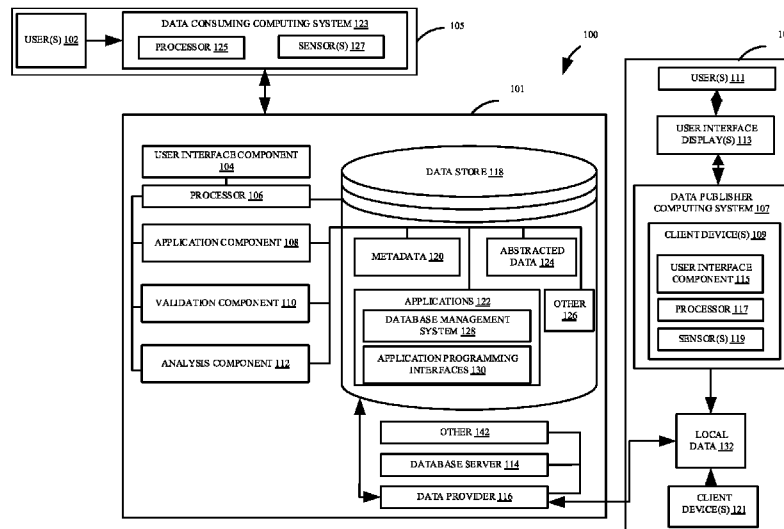 DATA CONSUMING COMPUTING SYSTEM 123
USER(S) 102
PROCESSOR 125
SENSOR(S) 127
105
100
101
USER INTERFACE COMPONENT
104
PROCESSOR 106
APPLICATION COMPONENT 108
VALIDATION COMPONENT 110
ANALYSIS COMPONENT 112
DATA STORE 118
METADATA 120
ABSTRACTED
DATA 124
APPLICATIONS 122
DATABASE MANAGEMENT
SYSTEM 128
APPLICATION PROGRAMMING
INTERFACES 130
OTHER
126
OTHER 142
DATABASE SERVER 114
DATA PROVIDER 116
USER(S) 111
USER INTERFACE
DISPLAY(S) 113
DATA PUBLISHER
COMPUTING SYSTEM 107
CLIENT DEVICE(S) 109
USER INTERFACE
COMPONENT 115
PROCESSOR 117
SENSOR(S) 119
LOCAL
DATA 132
CLIENT
DEVICE(S) 121